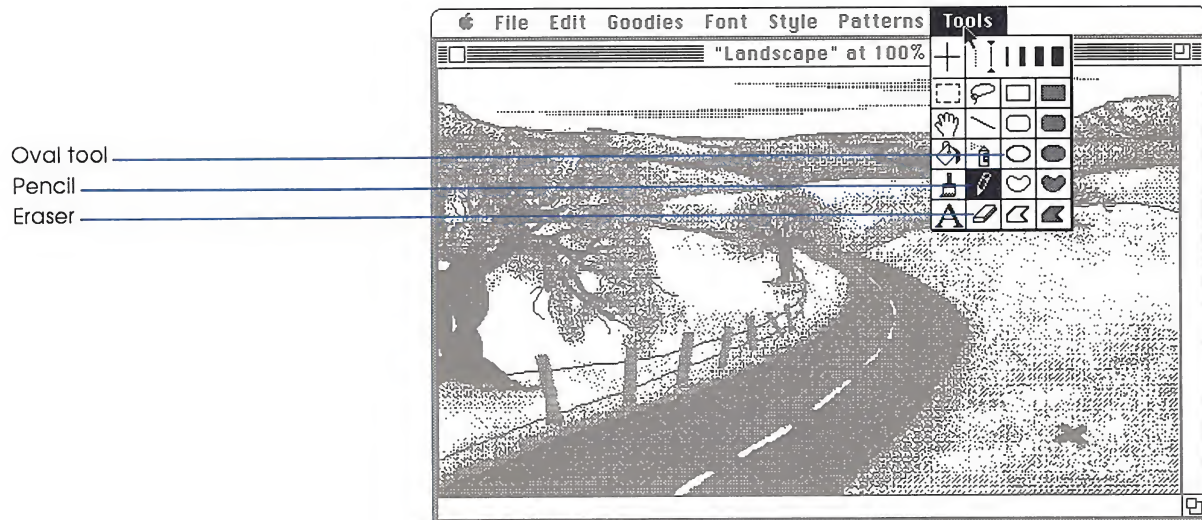 File Edit Goodies Font Style Patterns Tools
"Landscape" at 100%
Oval tool
Pencil
Eraser
A